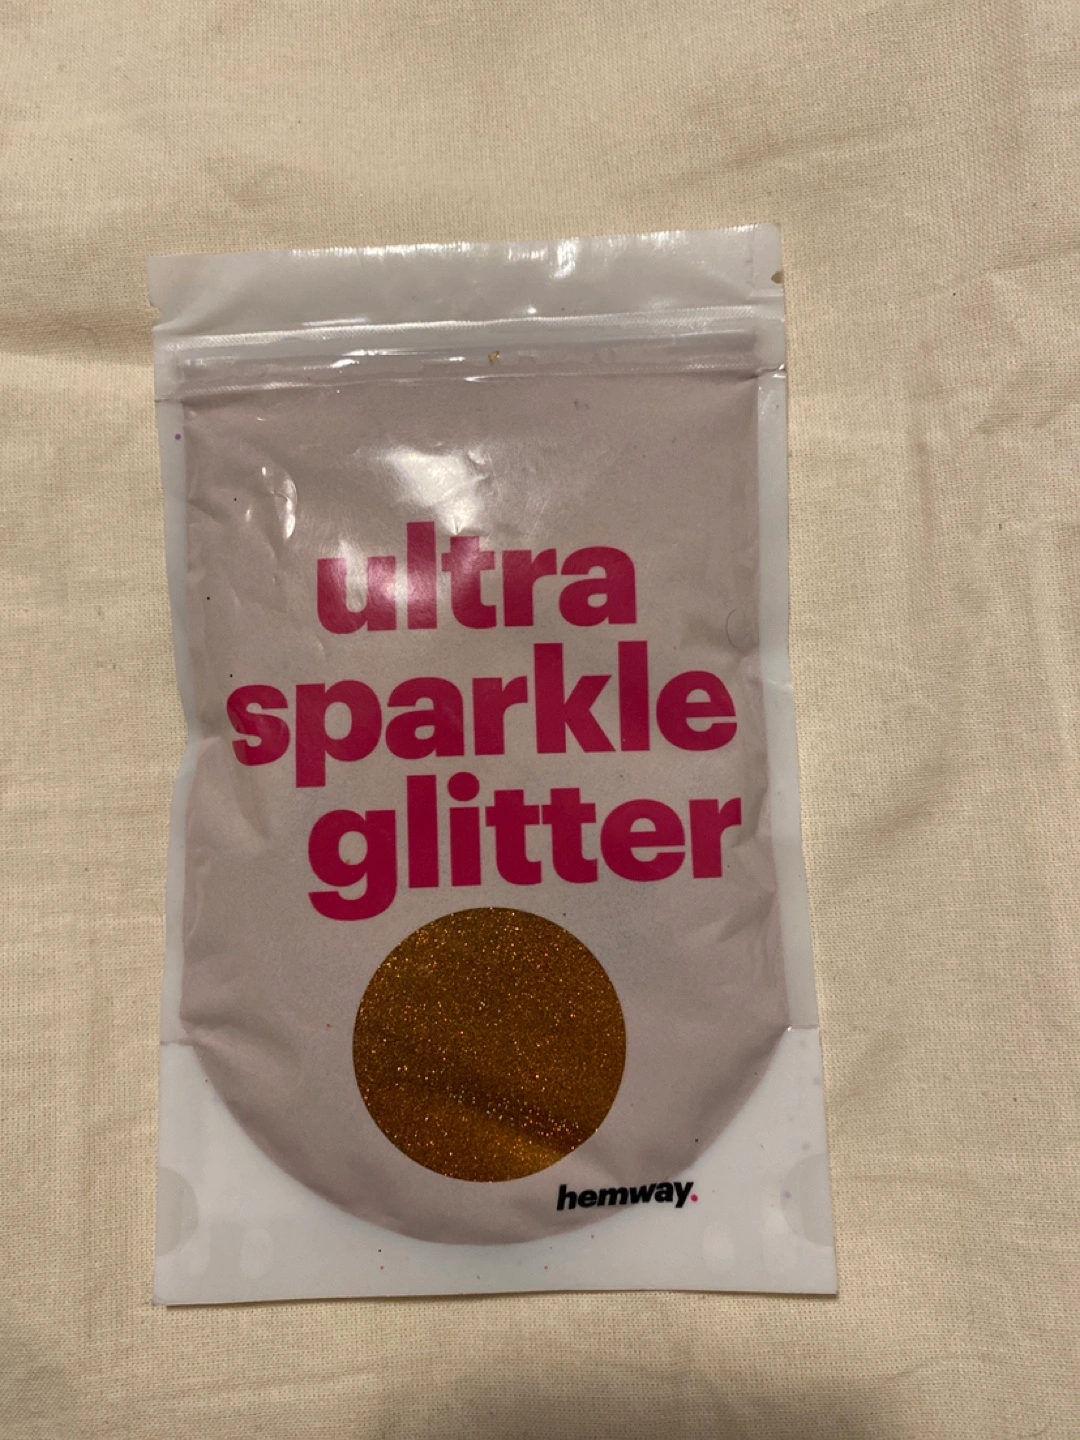 ultra
sparkle
glitter
hemway.